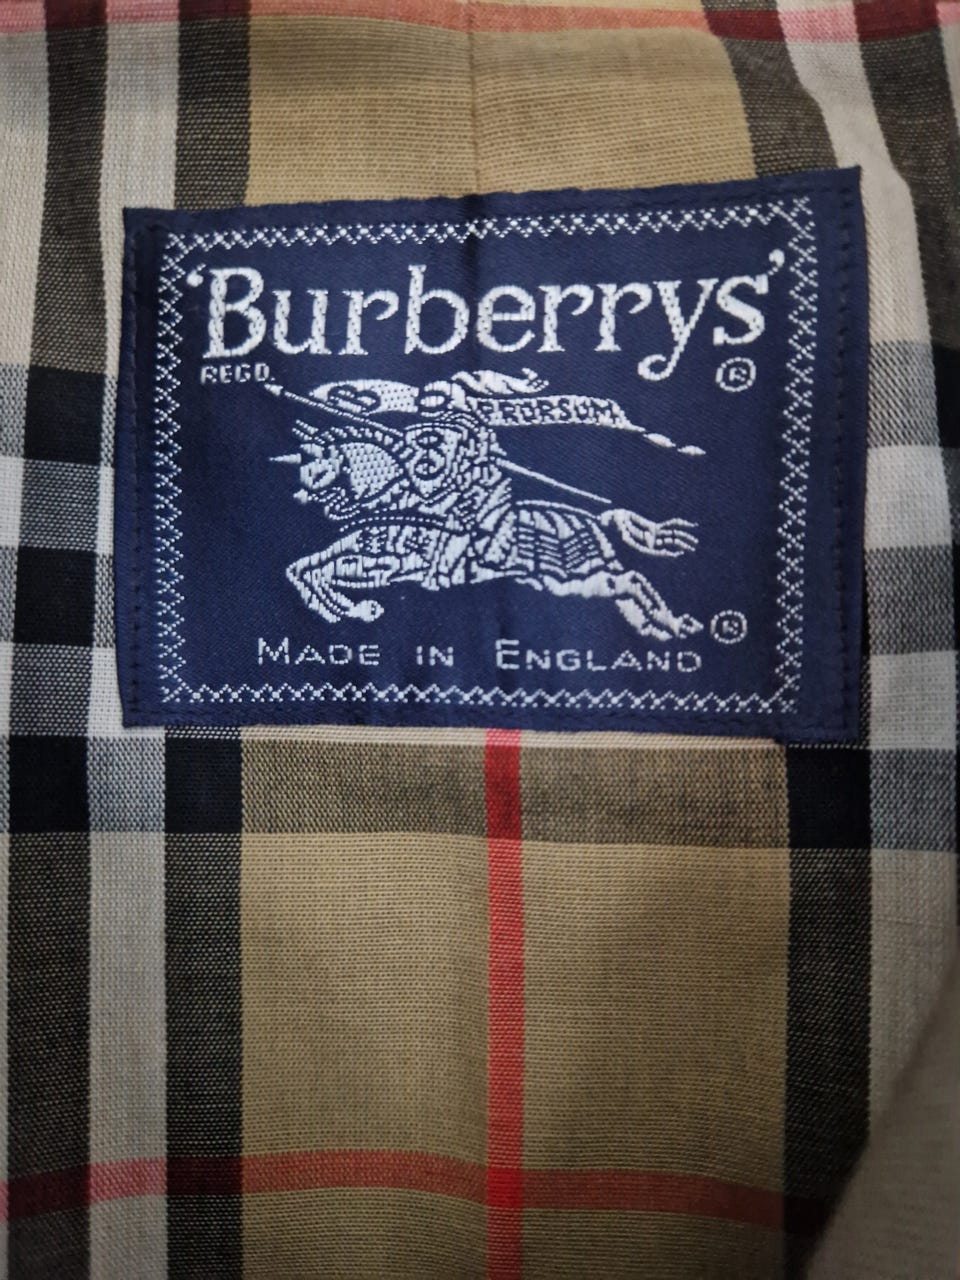 ‘Burberrys’
REGD. ®
PRORSUM
B
®
MADE IN ENGLAND